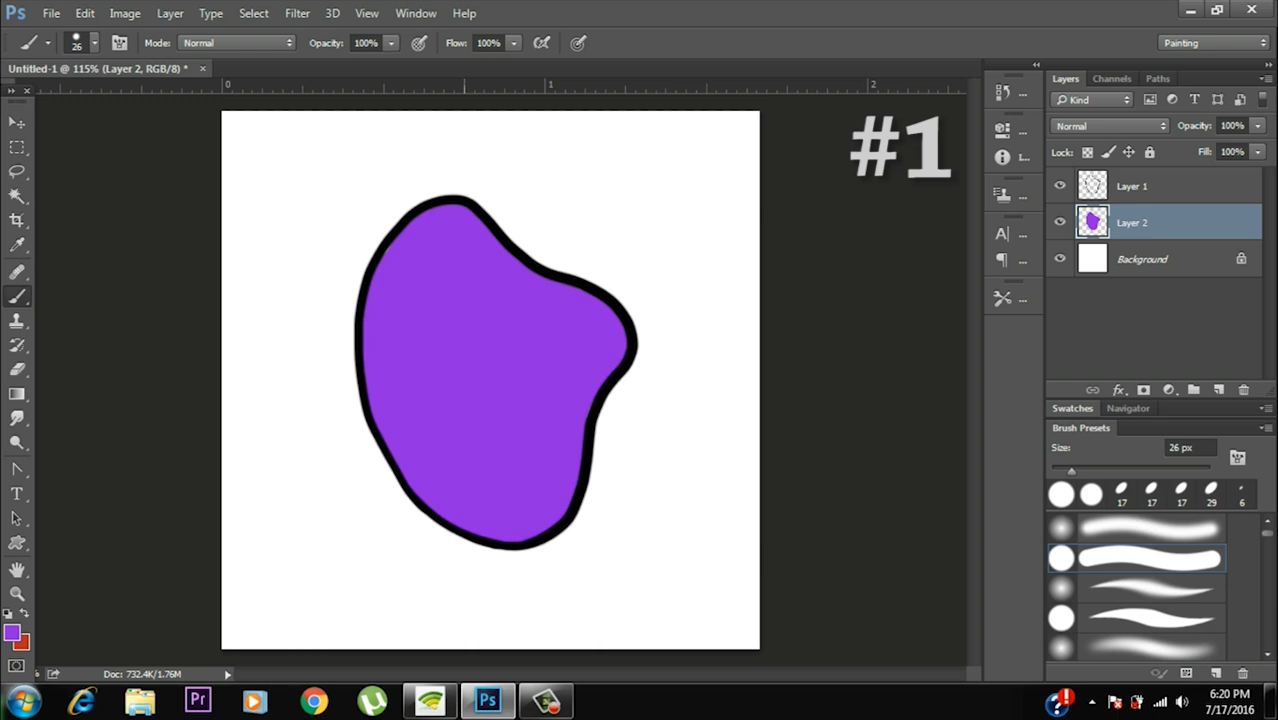 Ps File Edit Image Layer Type Select Filter 3D View Window Help
26 Mode: Normal Opacity: 100% Flow: 100% Painting
Untitled-1 @ 115% (Layer 2, RGB/8) * ×
0 1 2
#1
Layers Channels Paths
Kind T
Normal Opacity: 100%
Lock: Fill: 100%
Layer 1
Layer 2
Background
fx
Swatches Navigator
Brush Presets
Size: 26 px
17 17 17 29 6
T
Doc: 732.4K/1.76M
Pr Ps
6:20 PM
7/17/2016